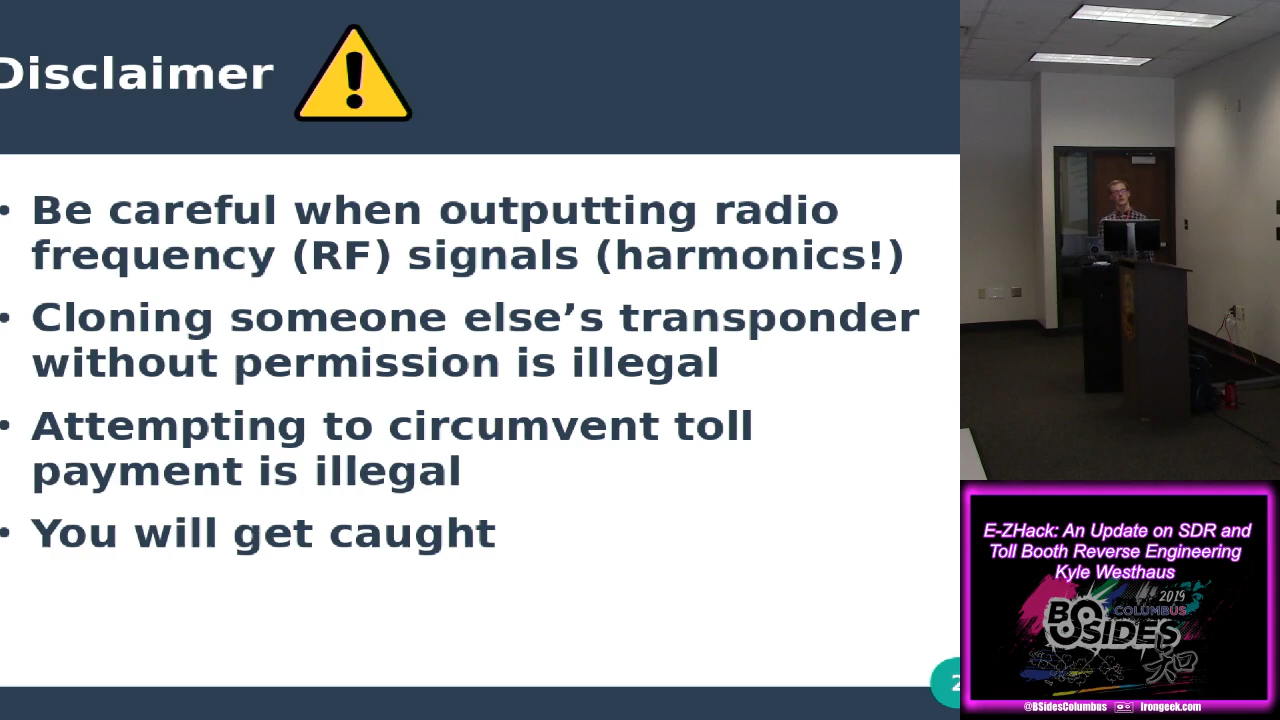 Disclaimer
• Be careful when outputting radio
frequency (RF) signals (harmonics!)
• Cloning someone else’s transponder
without permission is illegal
• Attempting to circumvent toll
payment is illegal
• You will get caught
2
E-ZHack: An Update on SDR and
Toll Booth Reverse Engineering
Kyle Westhaus
2019
BSIDES
COLUMBUS
@BSidesColumbus Irongeek.com